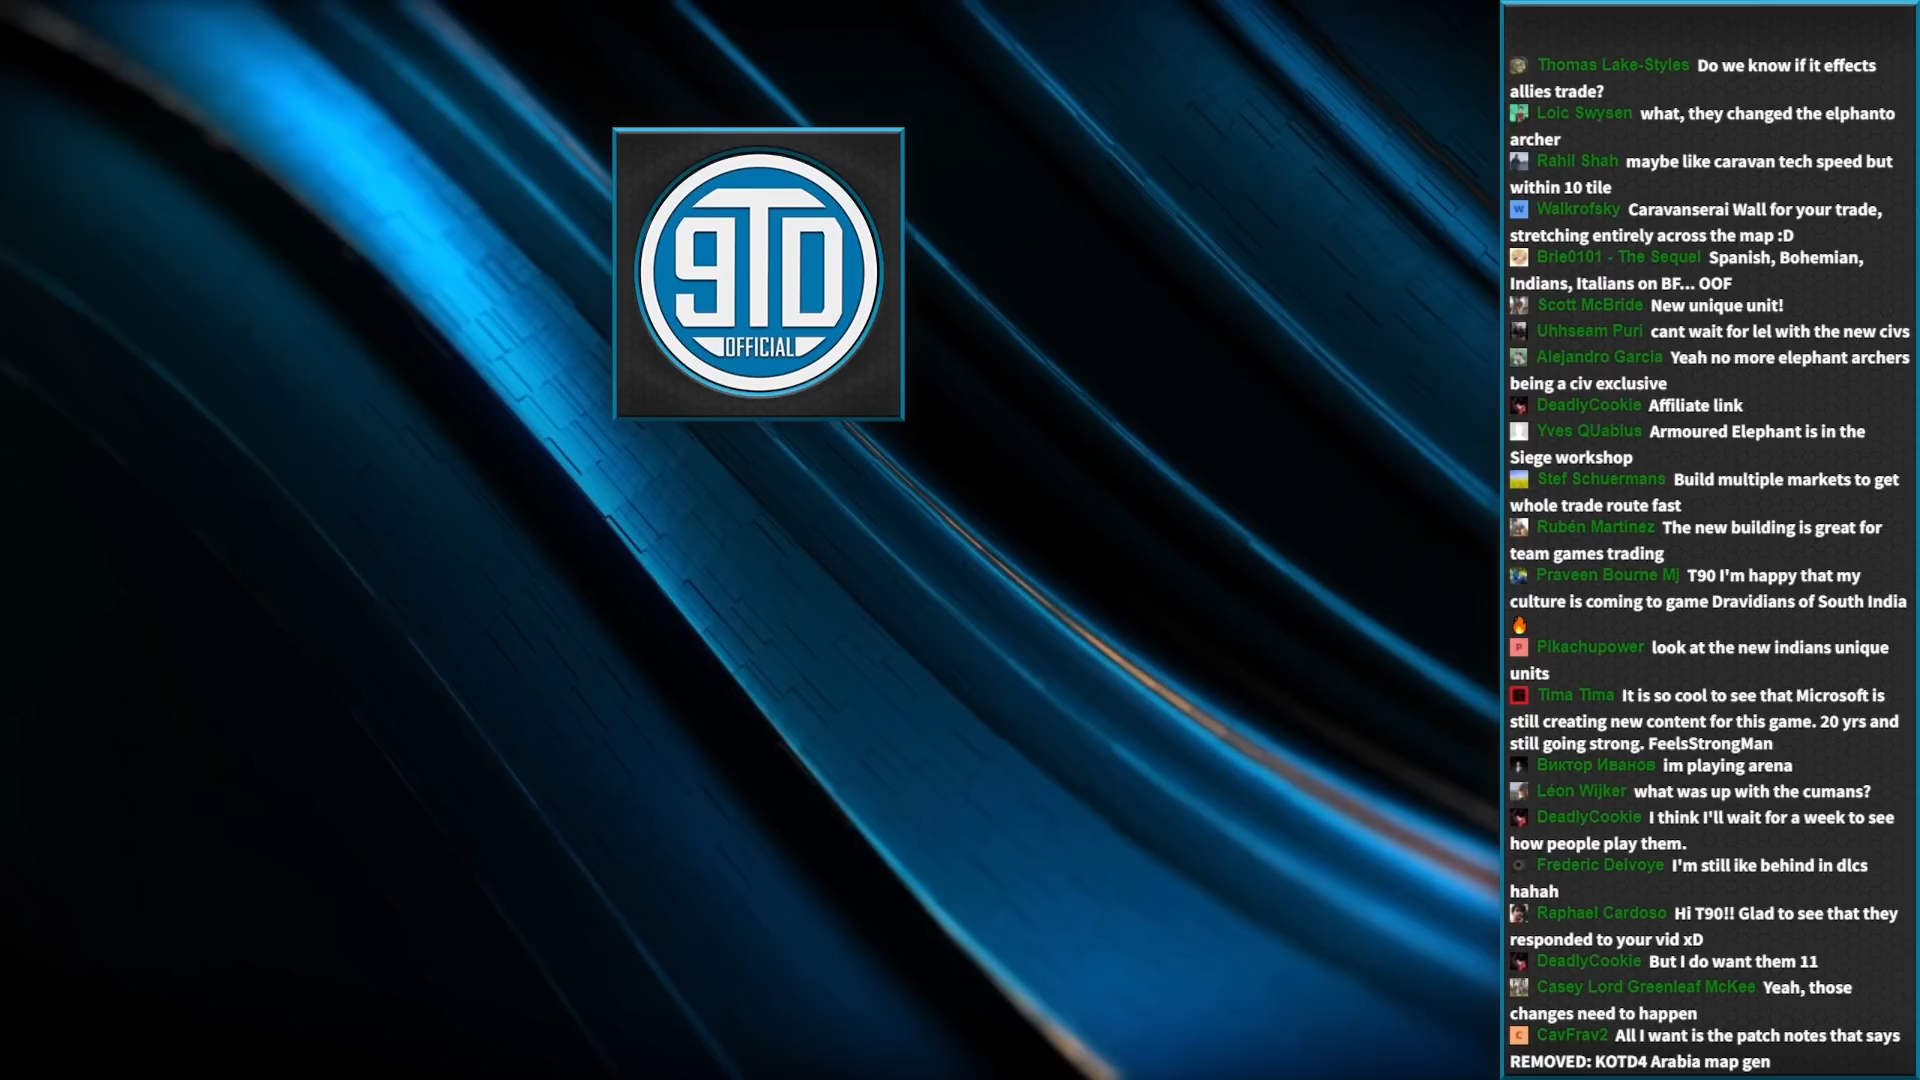 9TD
OFFICIAL
Thomas Lake-Styles Do we know if it effects
allies trade?
Loic Swysen what, they changed the elphanto
archer
Rahil Shah maybe like caravan tech speed but
within 10 tile
W Walkrofsky Caravanserai Wall for your trade,
stretching entirely across the map :D
Brie0101 - The Sequel Spanish, Bohemian,
Indians, Italians on BF... OOF
Scott McBride New unique unit!
Uhhseam Puri cant wait for lel with the new civs
Alejandro Garcia Yeah no more elephant archers
being a civ exclusive
DeadlyCookie Affiliate link
Yves QUabius Armoured Elephant is in the
Siege workshop
Stef Schuermans Build multiple markets to get
whole trade route fast
Rubén Martinez The new building is great for
team games trading
Praveen Bourne Mj T90 I'm happy that my
culture is coming to game Dravidians of South India
🔥
P Pikachupower look at the new indians unique
units
Tima Tima It is so cool to see that Microsoft is
still creating new content for this game. 20 yrs and
still going strong. FeelsStrongMan
Виктор Иванов im playing arena
Léon Wijker what was up with the cumans?
DeadlyCookie I think I'll wait for a week to see
how people play them.
Frederic Delvoye I'm still ike behind in dlcs
hahah
Raphael Cardoso Hi T90!! Glad to see that they
responded to your vid xD
DeadlyCookie But I do want them 11
Casey Lord Greenleaf McKee Yeah, those
changes need to happen
C CavFrav2 All I want is the patch notes that says
REMOVED: KOTD4 Arabia map gen